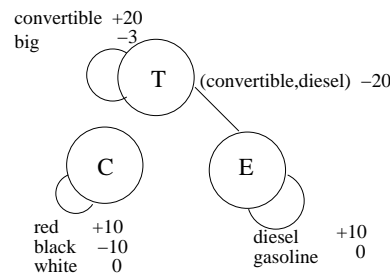 convertible +20
big −3
T
(convertible,diesel) −20
C
E
red +10
black −10
white 0
diesel +10
gasoline 0